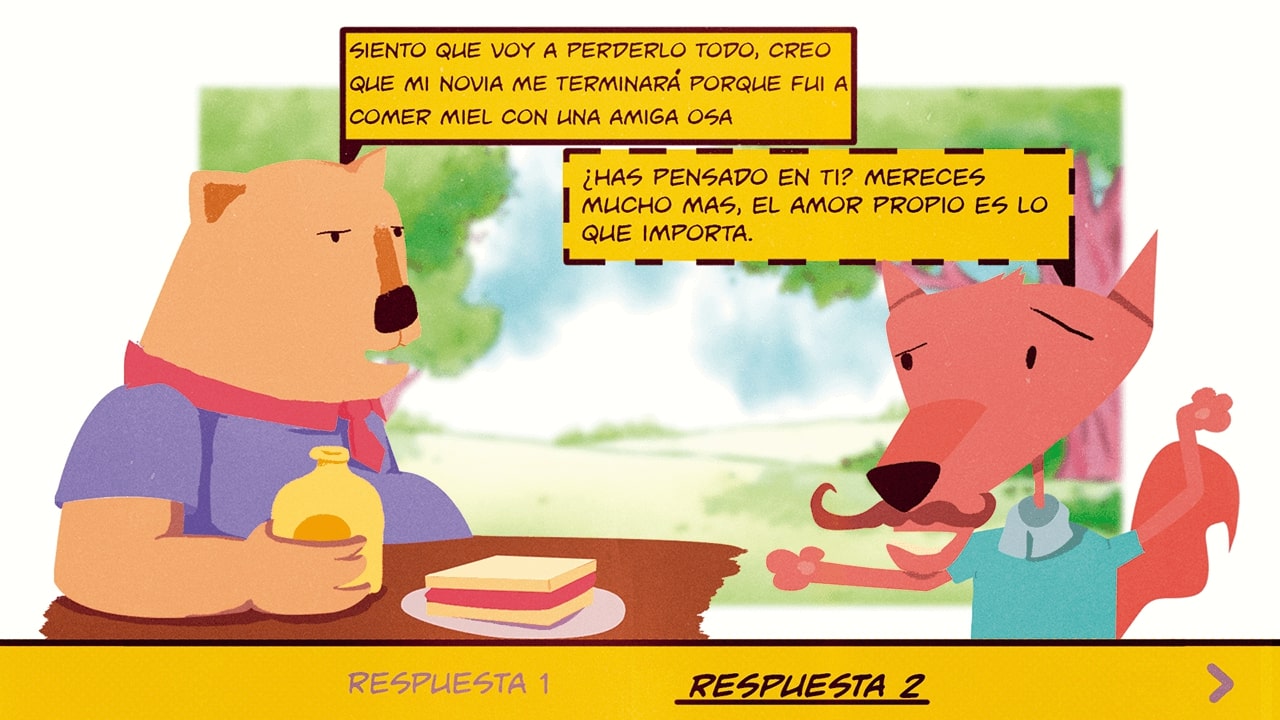 SIENTO QUE VOY A PERDERLO TODO, CREO
QUE MI NOVIA ME TERMINARÁ PORQUE FUI A
COMER MIEL CON UNA AMIGA OSA
¿HAS PENSADO EN TI? MERECES
MUCHO MAS, EL AMOR PROPIO ES LO
QUE IMPORTA.
RESPUESTA 1
RESPUESTA 2